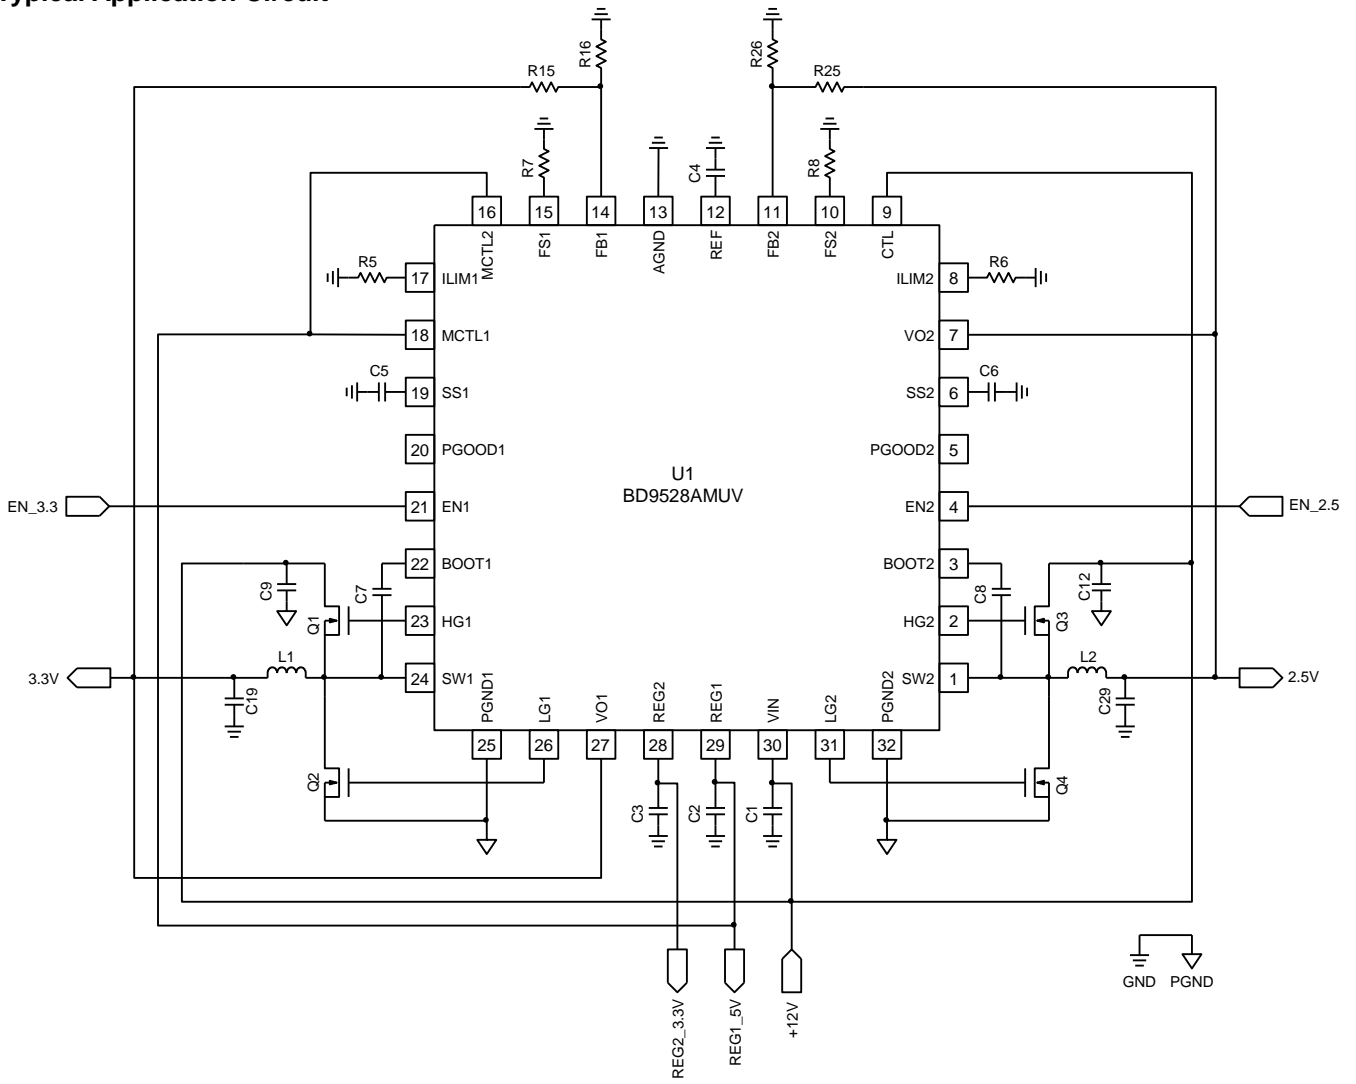 Typical Application Circuit
R16
R26
R15
R25
R7
C4
R8
16
15
14
13
12
11
10
9
MCTL2
FS1
FB1
AGND
REF
FB2
FS2
CTL
R5
17
ILIM1
ILIM2
8
R6
18
MCTL1
VO2
7
C5
19
SS1
SS2
6
C6
20
PGOOD1
PGOOD2
5
U1
BD9528AMUV
EN_3.3
21
EN1
EN2
4
EN_2.5
22
BOOT1
BOOT2
3
C9
C7
C8
C12
Q1
23
HG1
HG2
2
Q3
3.3V
L1
24
SW1
SW2
1
L2
2.5V
C19
C29
PGND1
LG1
VO1
REG2
REG1
VIN
LG2
PGND2
25
26
27
28
29
30
31
32
Q2
Q4
C3
C2
C1
REG2_3.3V
REG1_5V
+12V
GND
PGND